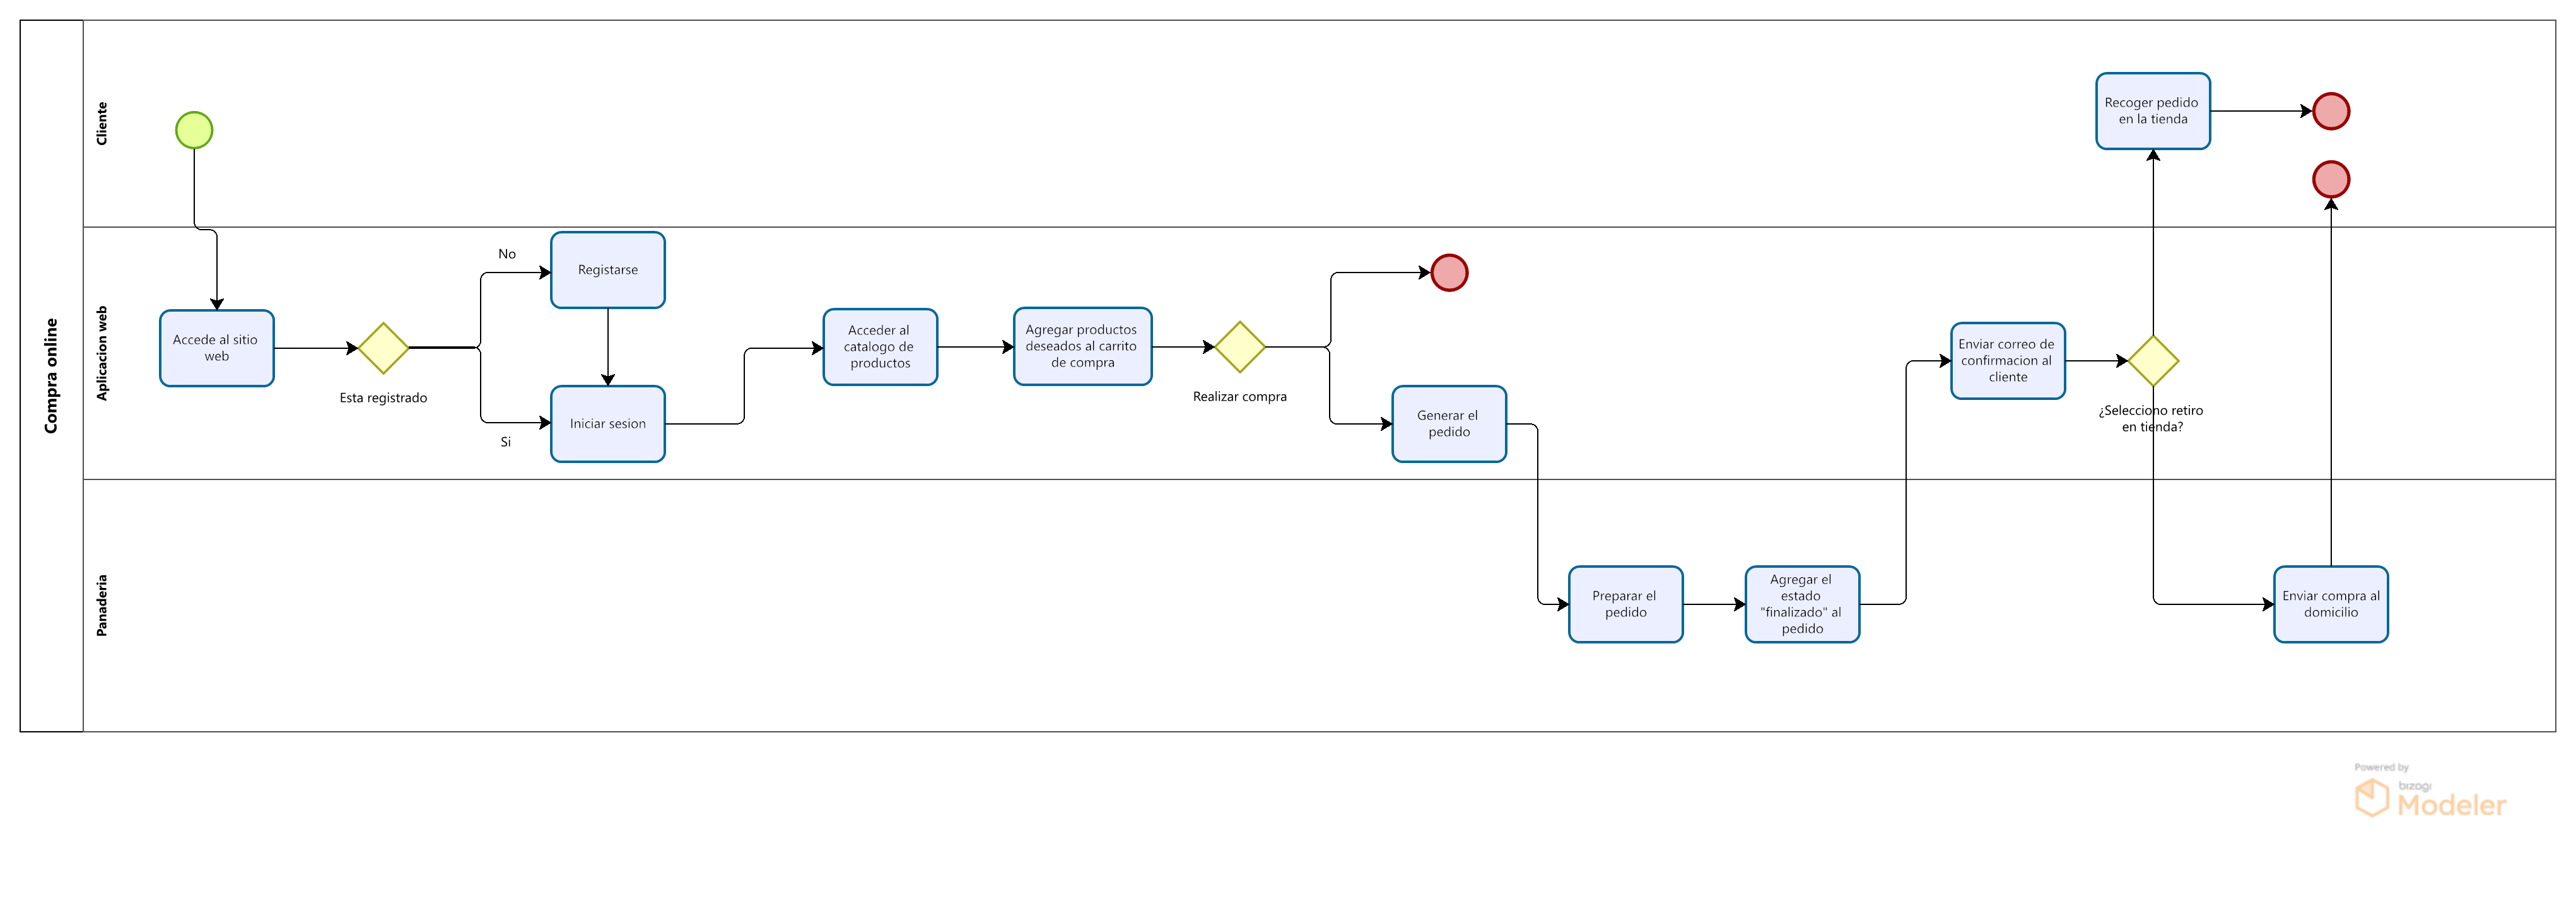 Compra online
Cliente
Recoger pedido
en la tienda
Aplicacion web
Accede al sitio
web
Esta registrado
No
Si
Registarse
Iniciar sesion
Acceder al
catalogo de
productos
Agregar productos
deseados al carrito
de compra
Realizar compra
Generar el
pedido
Enviar correo de
confirmacion al
cliente
¿Selecciono retiro
en tienda?
Panaderia
Preparar el
pedido
Agregar el
estado
"finalizado" al
pedido
Enviar compra al
domicilio
Powered by
bizagi
Modeler